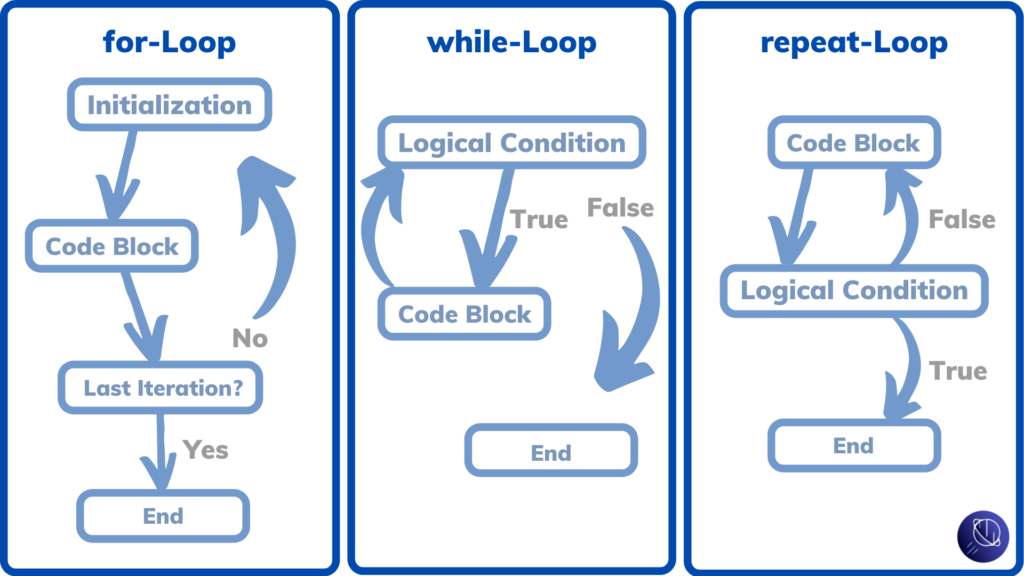 for-Loop
Initialization
Code Block
No
Last Iteration?
Yes
End
while-Loop
Logical Condition
True
False
Code Block
End
repeat-Loop
Code Block
False
Logical Condition
True
End